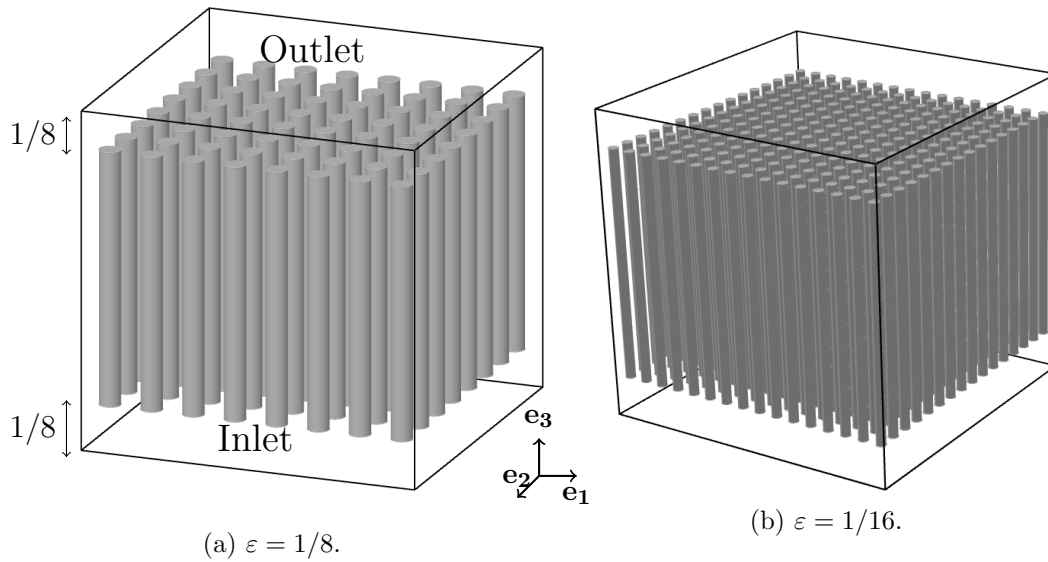 Outlet
1/8
1/8
Inlet
e₃
e₂
e₁
(a) ε = 1/8.
(b) ε = 1/16.